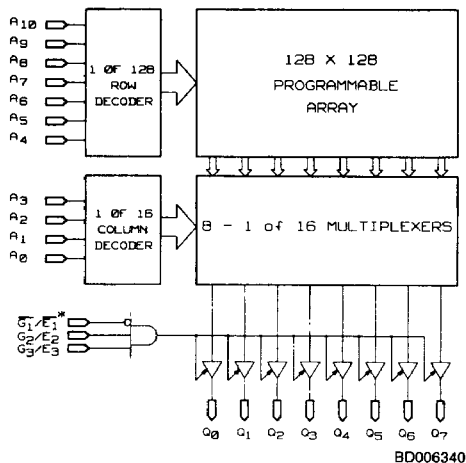 A10
A9
A8
A7
A6
A5
A4
1 OF 128
ROW
DECODER
128 X 128
PROGRAMMABLE
ARRAY
A3
A2
A1
A0
1 OF 16
COLUMN
DECODER
8 - 1 of 16 MULTIPLEXERS
G̅1/E̅1*
G2/E2
G3/E3
Q0 Q1 Q2 Q3 Q4 Q5 Q6 Q7
BD006340